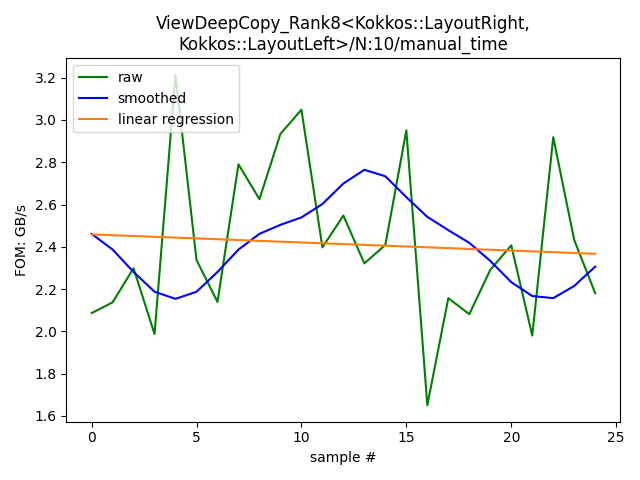 ViewDeepCopy_Rank8<Kokkos::LayoutRight,
Kokkos::LayoutLeft>/N:10/manual_time
raw
smoothed
linear regression
FOM: GB/s
3.2
3.0
2.8
2.6
2.4
2.2
2.0
1.8
1.6
0
5
10
15
20
25
sample #